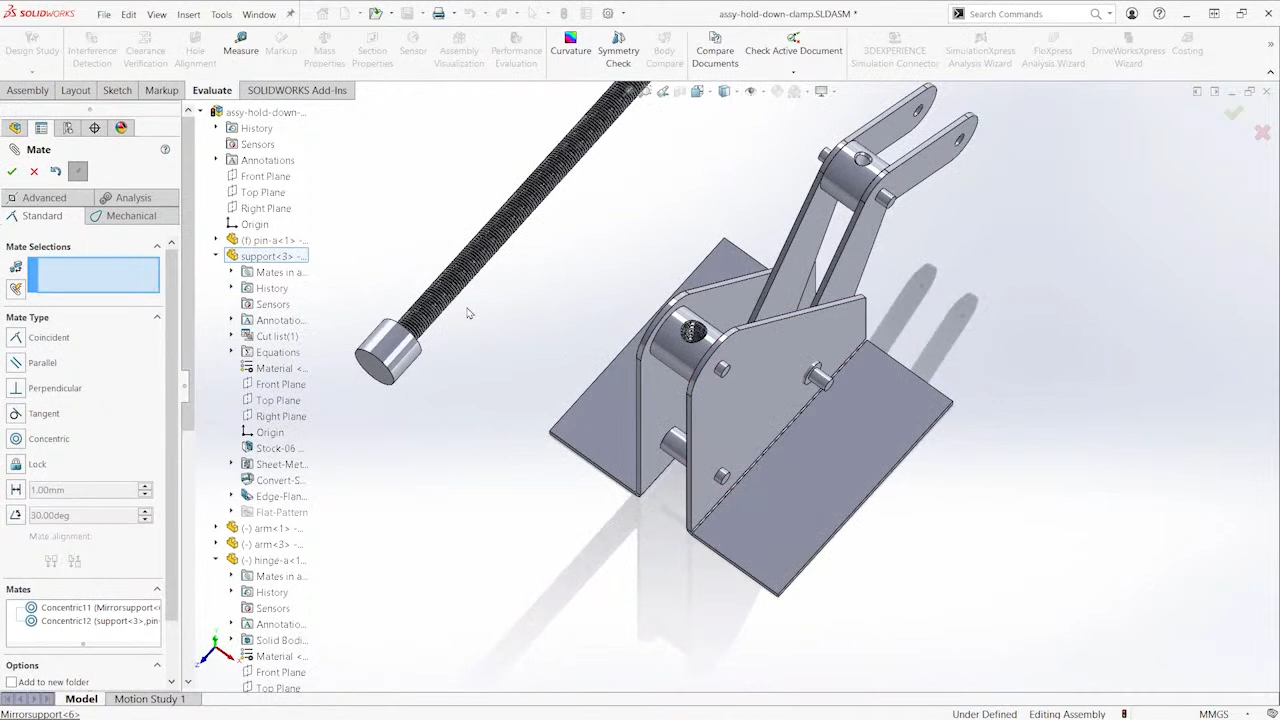 SOLIDWORKS File Edit View Insert Tools Window assy-hold-down-clamp.SLDASM * Search Commands
Design Study Interference Detection Clearance Verification Hole Alignment Measure Markup Mass Properties Section Properties Sensor Assembly Visualization Performance Evaluation Curvature Symmetry Check Body Compare Compare Documents Check Active Document 3DEXPERIENCE Simulation Connector SimulationXpress Analysis Wizard FloXpress Analysis Wizard DriveWorksXpress Wizard Costing
Assembly Layout Sketch Markup Evaluate SOLIDWORKS Add-Ins
Mate
Advanced Analysis
Standard Mechanical
Mate Selections
Mate Type
Coincident
Parallel
Perpendicular
Tangent
Concentric
Lock
1.00mm
30.00deg
Mate alignment:
Mates
Concentric11 (Mirrorsupport<
Concentric12 (support<3>,pin
Options
Add to new folder
assy-hold-down-...
History
Sensors
Annotations
Front Plane
Top Plane
Right Plane
Origin
(f) pin-a<1> -...
support<3> -...
Mates in a...
History
Sensors
Annotatio...
Cut list(1)
Equations
Material <...
Front Plane
Top Plane
Right Plane
Origin
Stock-06 ...
Sheet-Met...
Convert-S...
Edge-Flan...
Flat-Pattern
(-) arm<1> -...
(-) arm<3> -...
(-) hinge-a<1...
Mates in a...
History
Sensors
Annotatio...
Solid Bodi...
Material <...
Front Plane
Top Plane
Model Motion Study 1
Mirrorsupport<6> Under Defined Editing Assembly MMGS